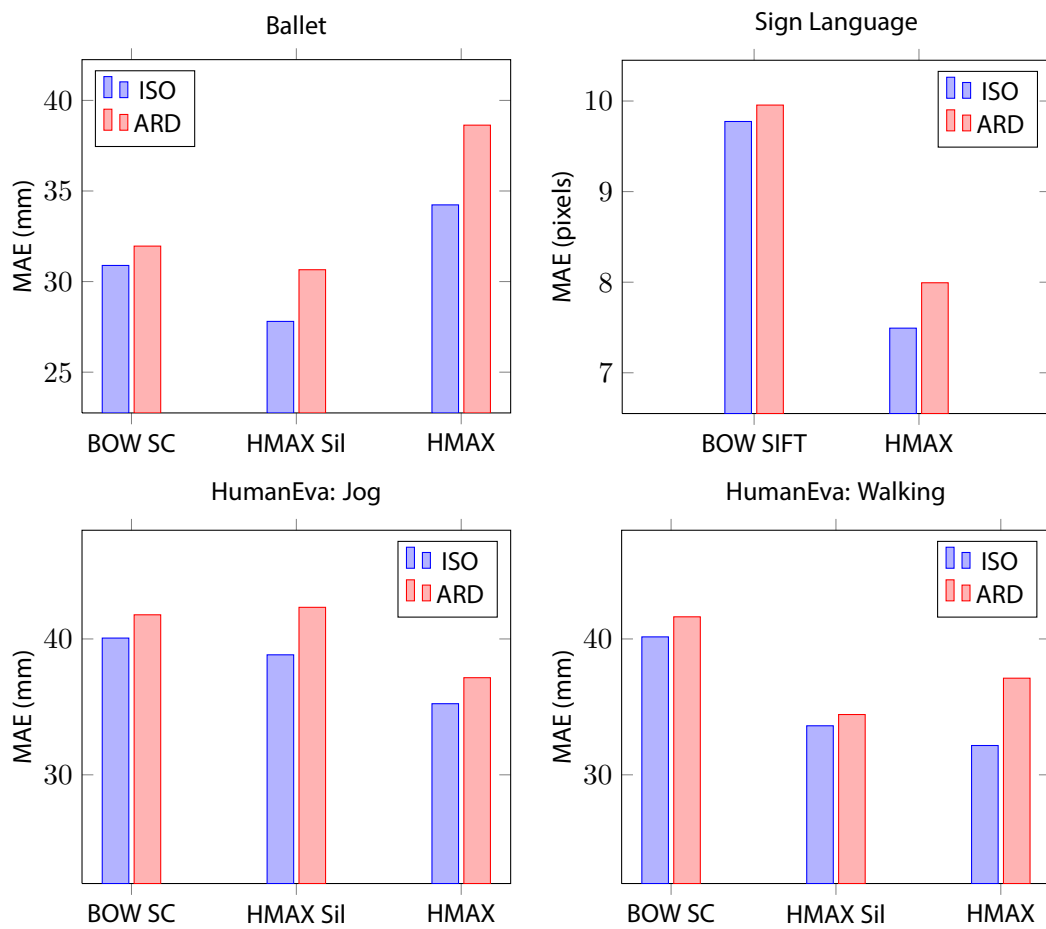 Ballet
ISO
ARD
40
35
30
25
MAE (mm)
BOW SC HMAX Sil HMAX
Sign Language
ISO
ARD
10
9
8
7
MAE (pixels)
BOW SIFT HMAX
HumanEva: Jog
ISO
ARD
40
30
MAE (mm)
BOW SC HMAX Sil HMAX
HumanEva: Walking
ISO
ARD
40
30
MAE (mm)
BOW SC HMAX Sil HMAX